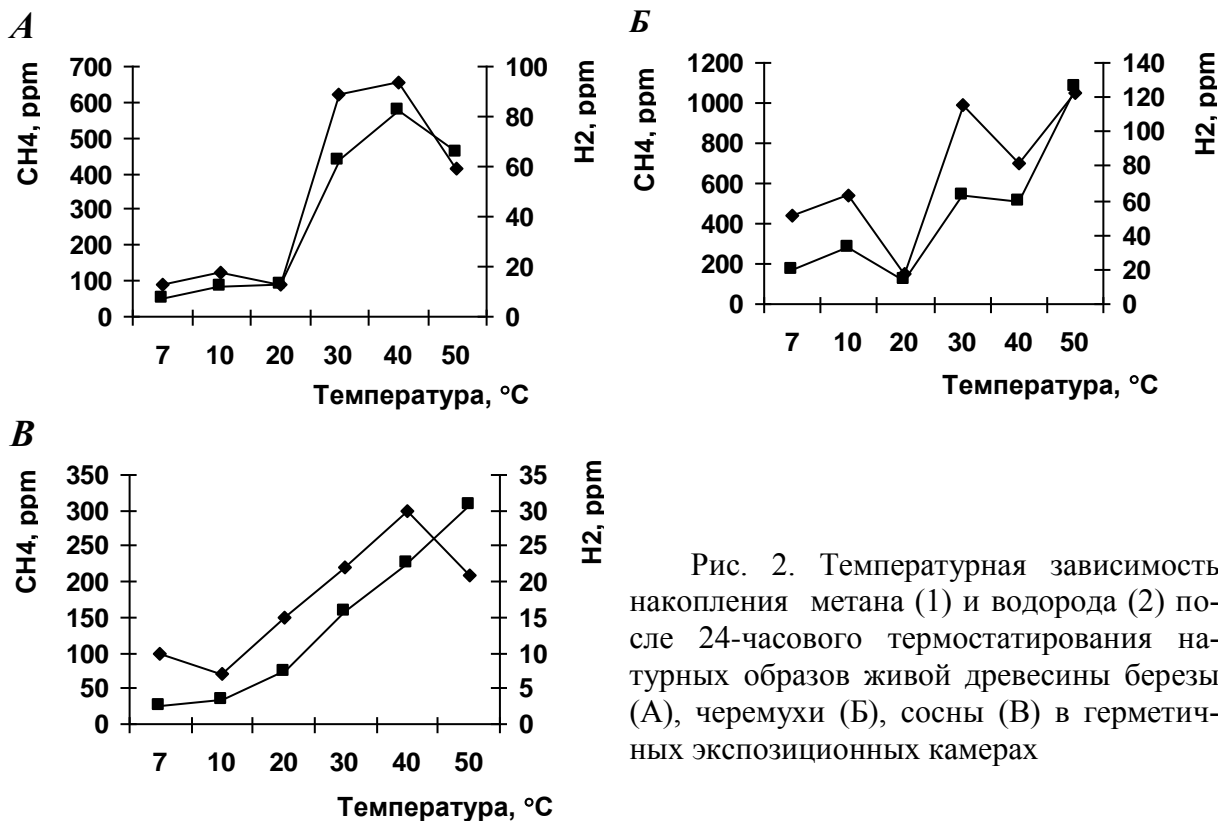 А
700
600
500
400
300
200
100
0
CH4, ppm
100
80
60
40
20
0
H2, ppm
7 10 20 30 40 50
Температура, °С
Б
1200
1000
800
600
400
200
0
CH4, ppm
140
120
100
80
60
40
20
0
H2, ppm
7 10 20 30 40 50
Температура, °С
В
350
300
250
200
150
100
50
0
CH4, ppm
35
30
25
20
15
10
5
0
H2, ppm
7 10 20 30 40 50
Температура, °С
Рис. 2. Температурная зависимость
накопления метана (1) и водорода (2) по-
сле 24-часового термостатирования на-
турных образов живой древесины березы
(А), черемухи (Б), сосны (В) в герметич-
ных экспозиционных камерах